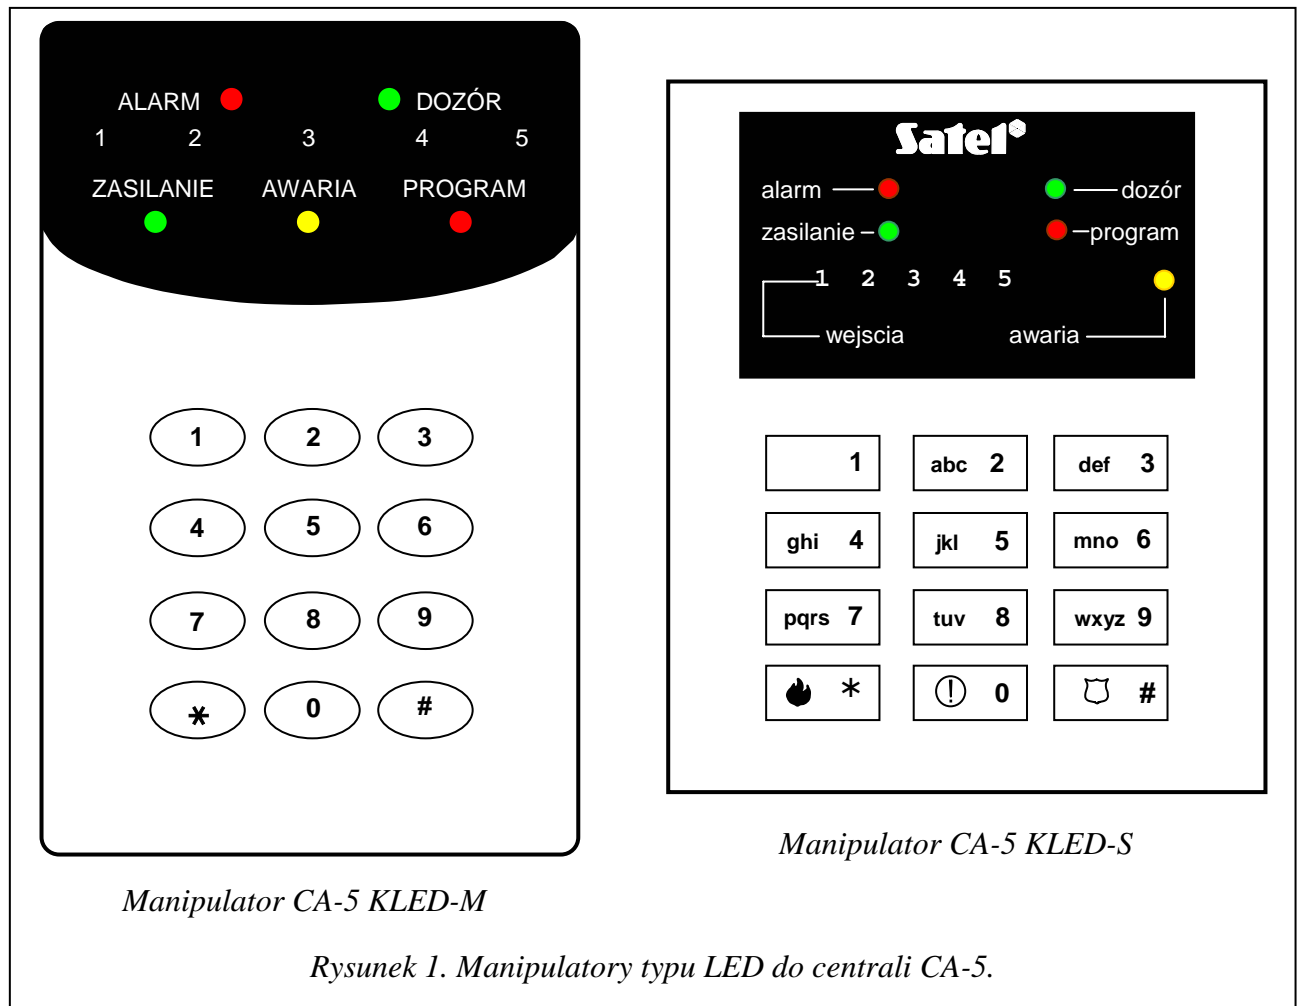 ALARM DOZÓR
1 2 3 4 5
ZASILANIE AWARIA PROGRAM
1 2 3
4 5 6
7 8 9
* 0 #
Manipulator CA-5 KLED-M
Satel
alarm dozór
zasilanie program
1 2 3 4 5
wejscia awaria
1 abc 2 def 3
ghi 4 jkl 5 mno 6
pqrs 7 tuv 8 wxyz 9
* 0 #
Manipulator CA-5 KLED-S
Rysunek 1. Manipulatory typu LED do centrali CA-5.